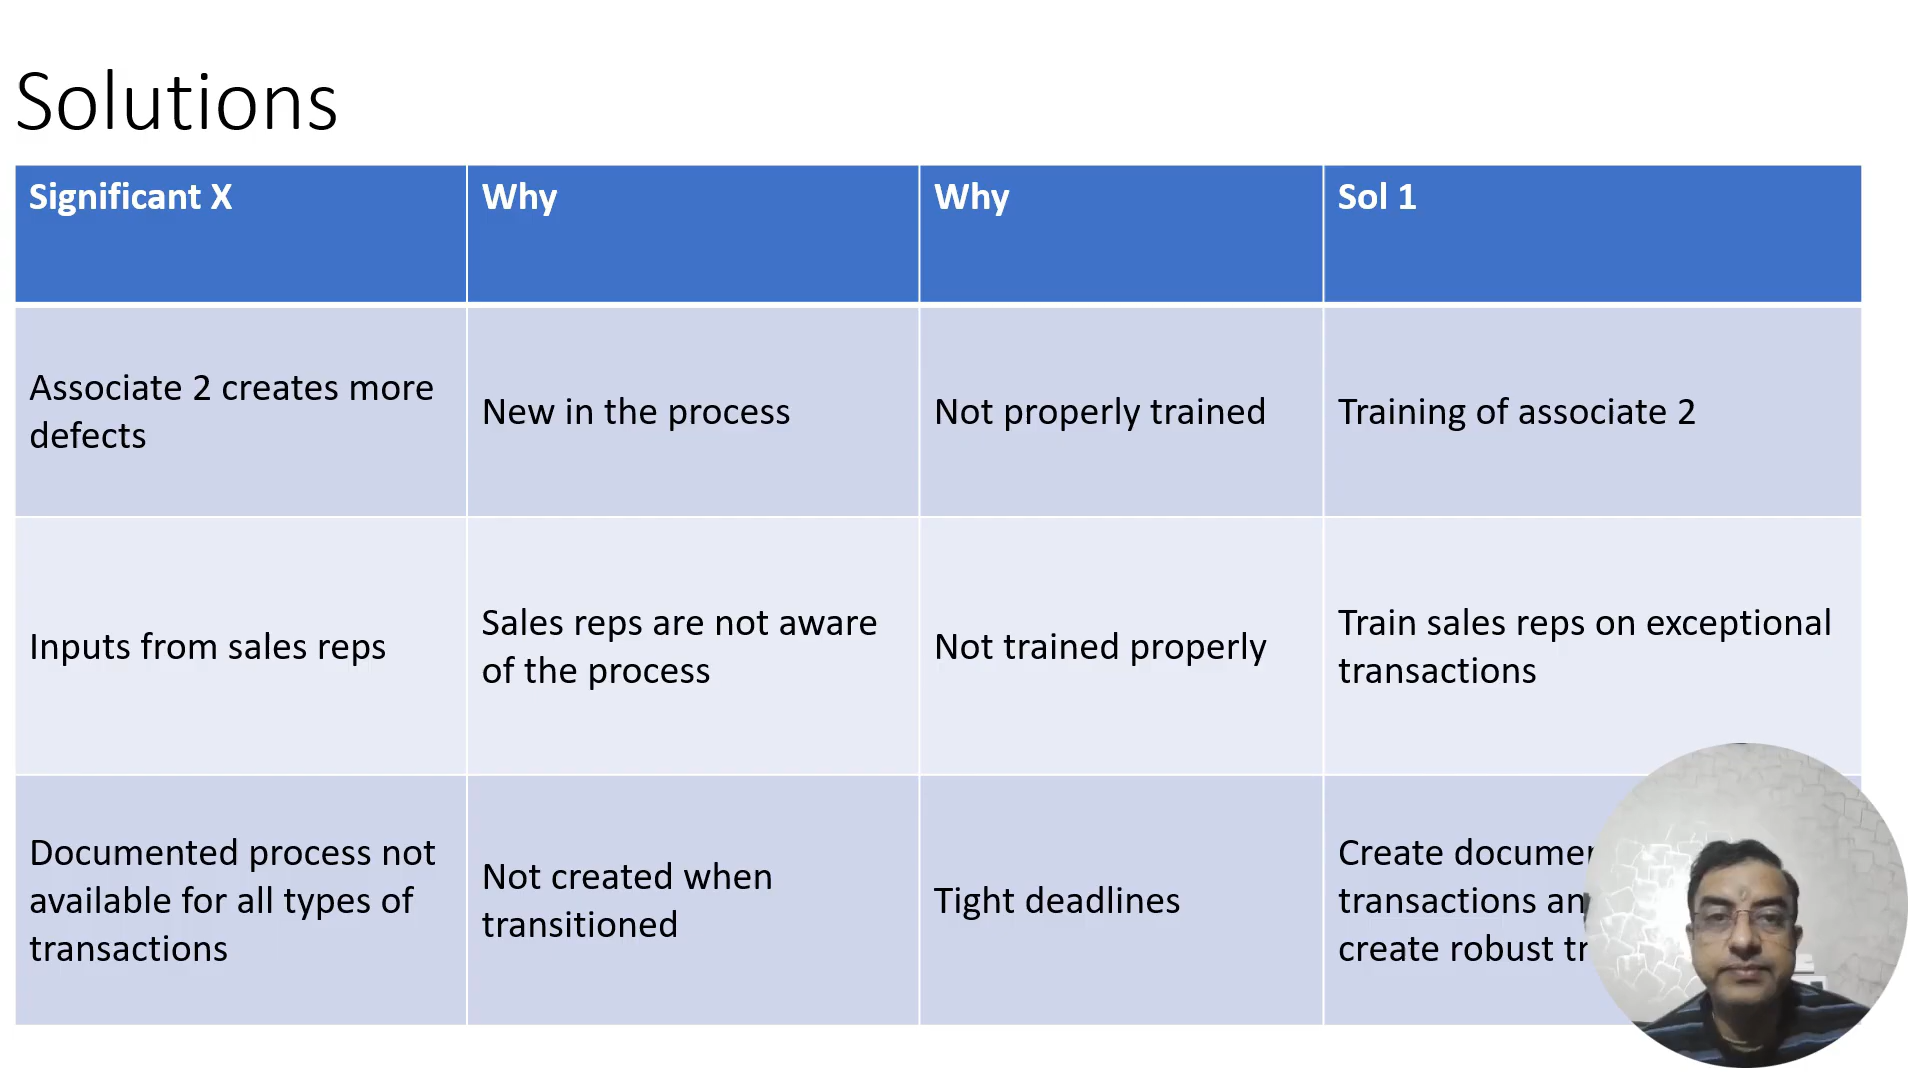 Solutions
Significant X
Why
Why
Sol 1
Associate 2 creates more
defects
New in the process
Not properly trained
Training of associate 2
Inputs from sales reps
Sales reps are not aware
of the process
Not trained properly
Train sales reps on exceptional
transactions
Documented process not
available for all types of
transactions
Not created when
transitioned
Tight deadlines
Create
transactions
create robust